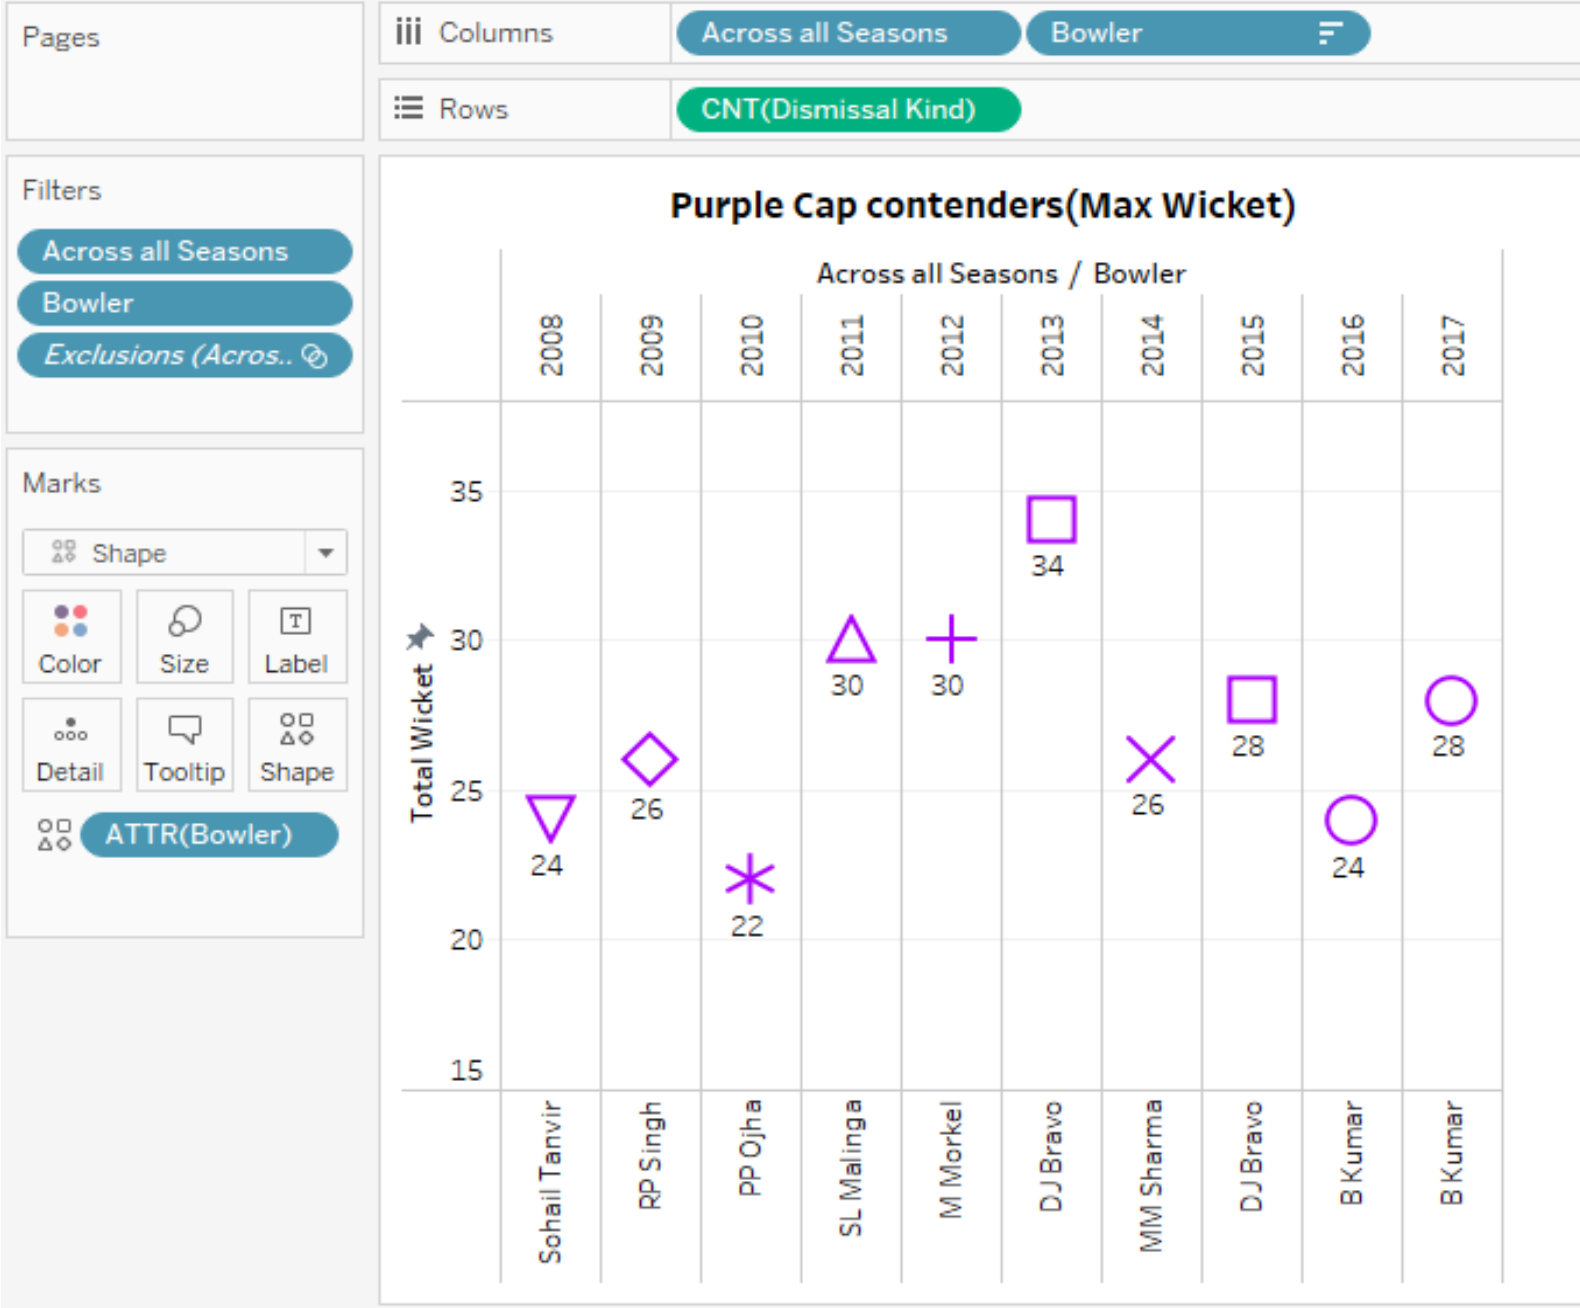 Pages
Columns
Across all Seasons
Bowler
Rows
CNT(Dismissal Kind)
Filters
Across all Seasons
Bowler
Exclusions (Acros..
Marks
Shape
Color
Size
T
Label
Detail
Tooltip
Shape
ATTR(Bowler)
Purple Cap contenders(Max Wicket)
Across all Seasons / Bowler
2008
2009
2010
2011
2012
2013
2014
2015
2016
2017
Total Wicket
35
30
25
20
15
24
26
22
30
30
34
26
28
24
28
Sohail Tanvir
RP Singh
PP Ojha
SL Malinga
M Morkel
DJ Bravo
MM Sharma
DJ Bravo
B Kumar
B Kumar